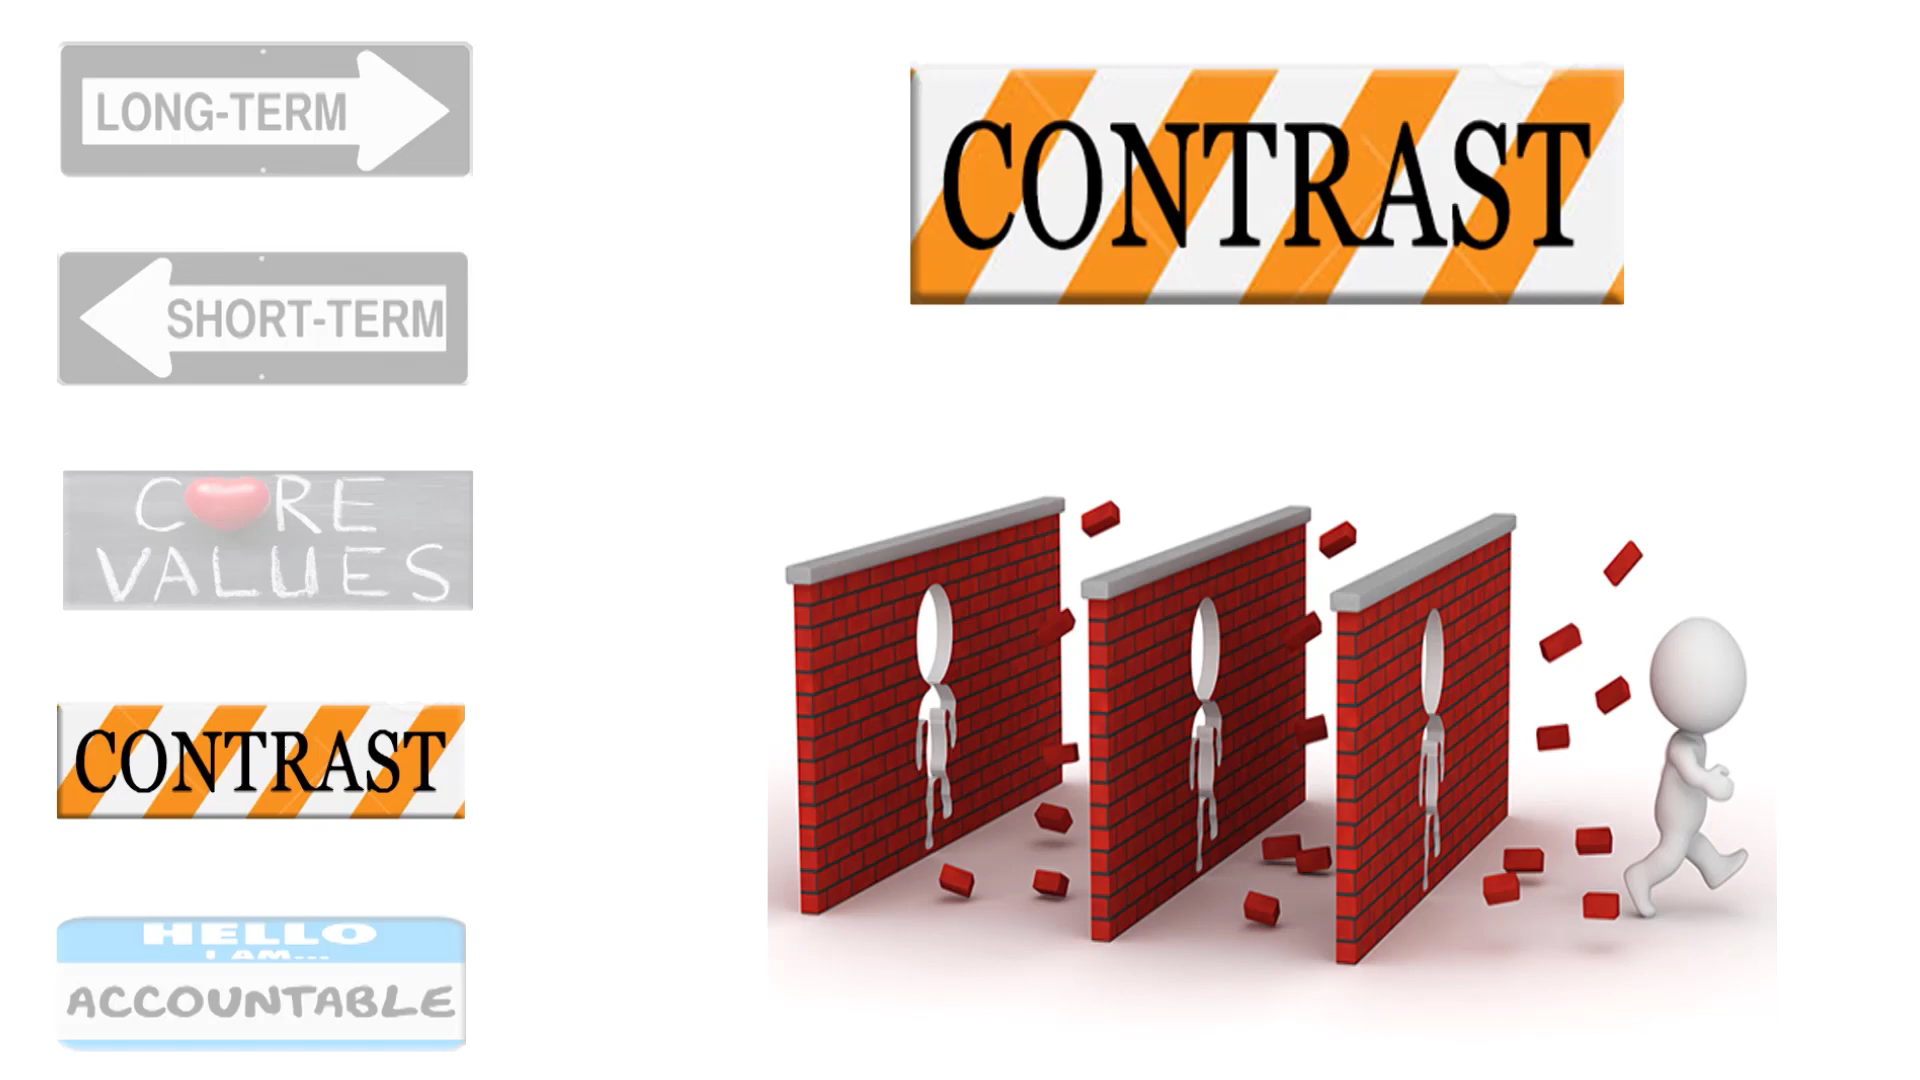 LONG-TERM
SHORT-TERM
C RE
VALUES
CONTRAST
HELLO
I AM...
ACCOUNTABLE
CONTRAST